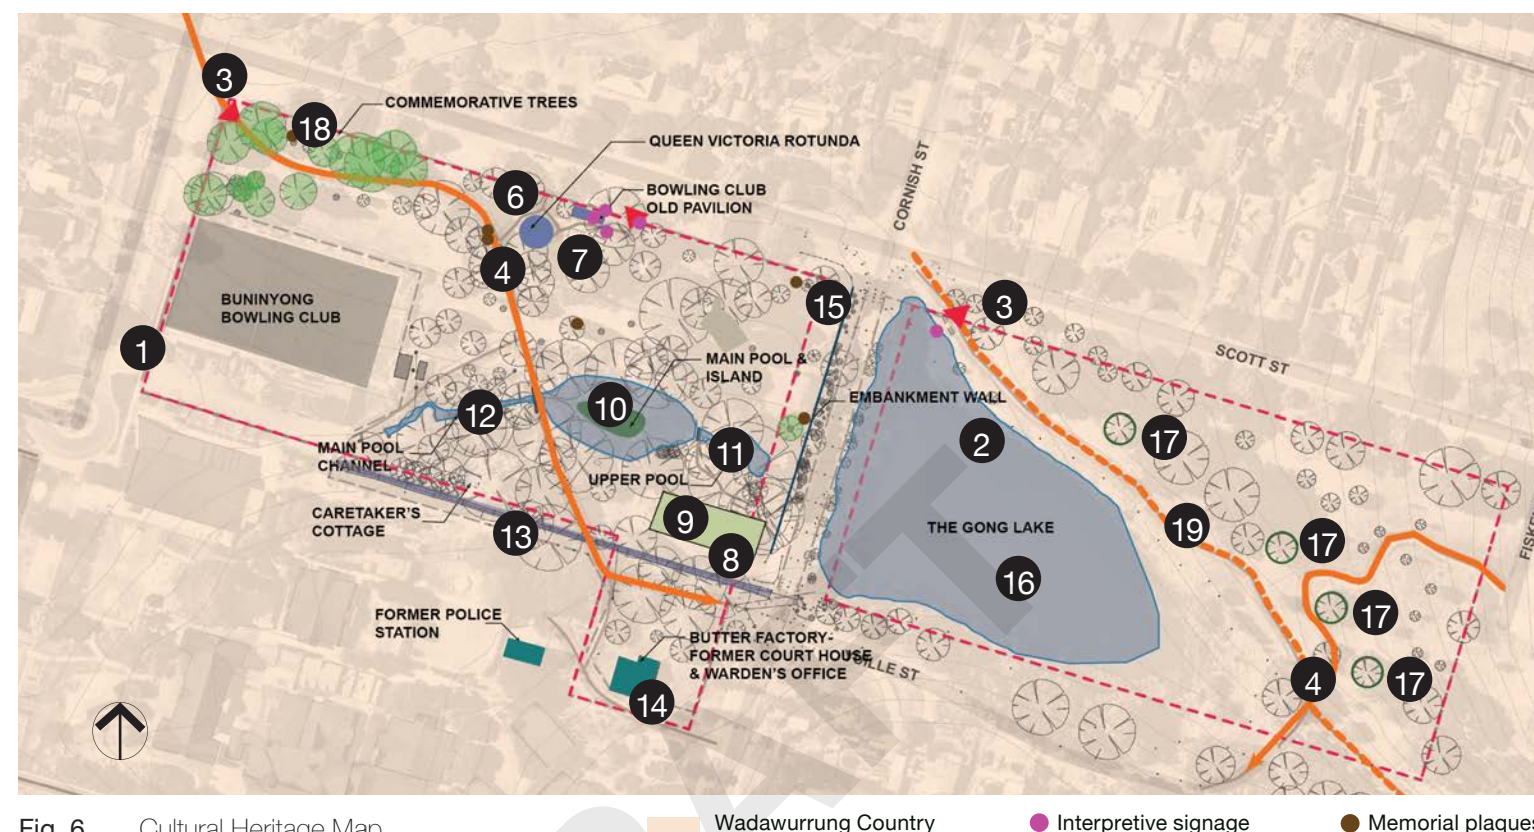 3
18
COMMEMORATIVE TREES
QUEEN VICTORIA ROTUNDA
CORNISH ST
6
BOWLING CLUB
OLD PAVILION
7
4
BUNINYONG
BOWLING CLUB
15
3
1
SCOTT ST
MAIN POOL &
ISLAND
10
12
EMBANKMENT WALL
2
17
MAIN POOL
CHANNEL
11
UPPER POOL
CARETAKER'S
COTTAGE
9
13
8
THE GONG LAKE
19
17
16
17
FORMER POLICE
STATION
BUTTER FACTORY-
FORMER COURT HOUSE
& WARDEN'S OFFICE
14
4
17
Fig. 6 Cultural Heritage Map
Wadawurrung Country
Interpretive signage
Memorial plaques